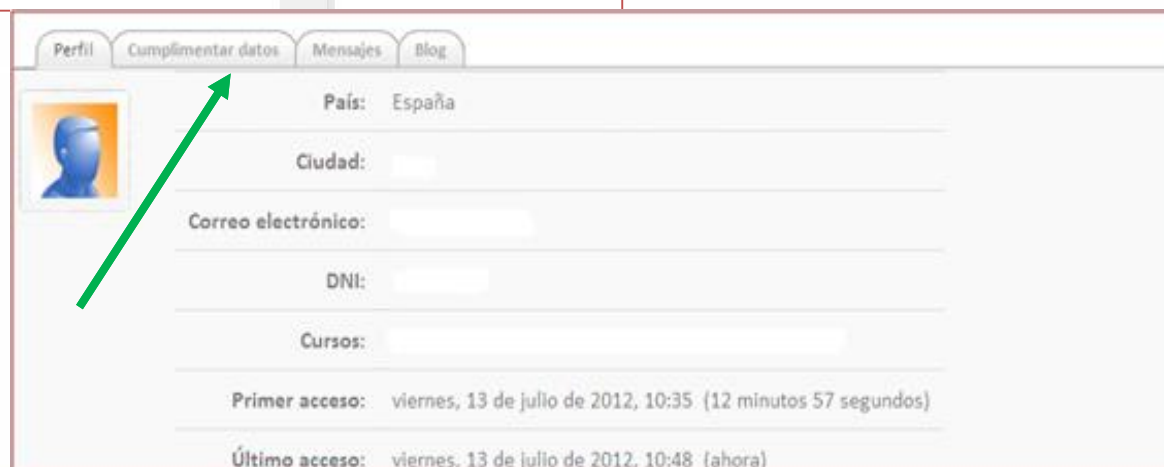 Perfil Cumplimentar datos Mensajes Blog
País: España
Ciudad:
Correo electrónico:
DNI:
Cursos:
Primer acceso: viernes, 13 de julio de 2012, 10:35 (12 minutos 57 segundos)
Último acceso: viernes, 13 de julio de 2012, 10:48 (ahora)